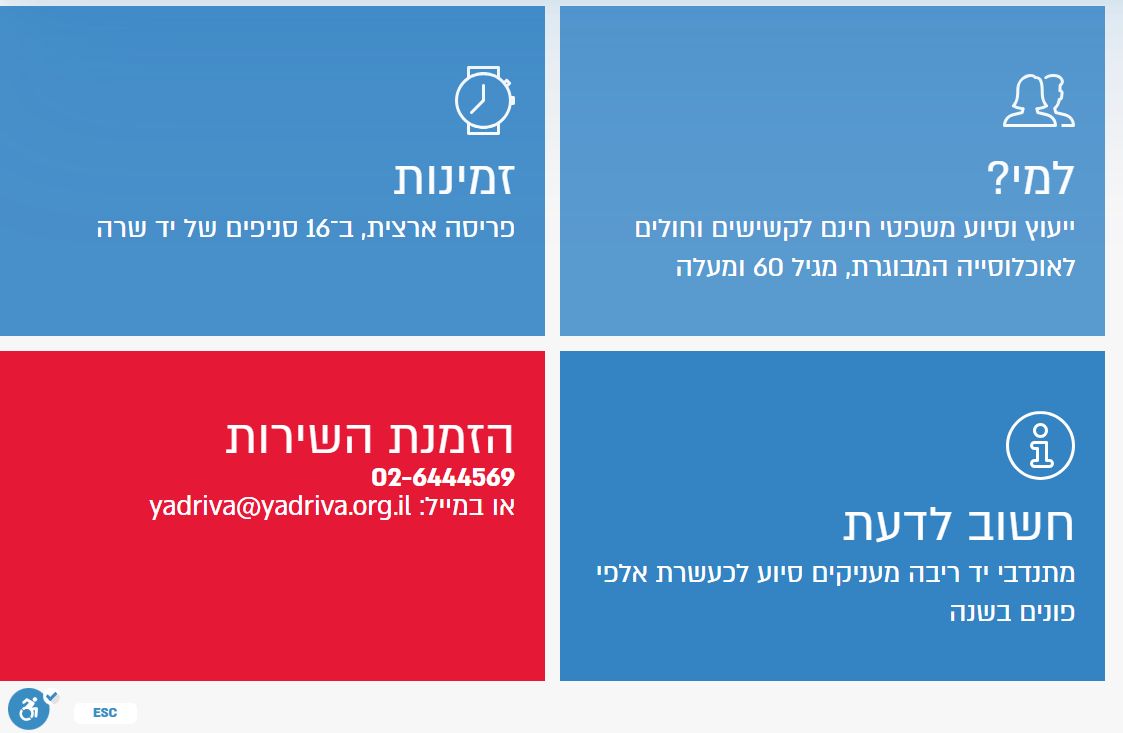 למי?
ייעוץ וסיוע משפטי חינם לקשישים וחולים
לאוכלוסייה המבוגרת, מגיל 60 ומעלה
זמינות
פריסה ארצית, ב־16 סניפים של יד שרה
חשוב לדעת
מתנדבי יד ריבה מעניקים סיוע לכעשרת אלפי
פונים בשנה
הזמנת השירות
02-6444569
או במייל: yadriva@yadriva.org.il
ESC